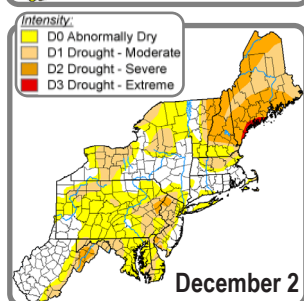 Intensity:
D0 Abnormally Dry
D1 Drought - Moderate
D2 Drought - Severe
D3 Drought - Extreme
December 2